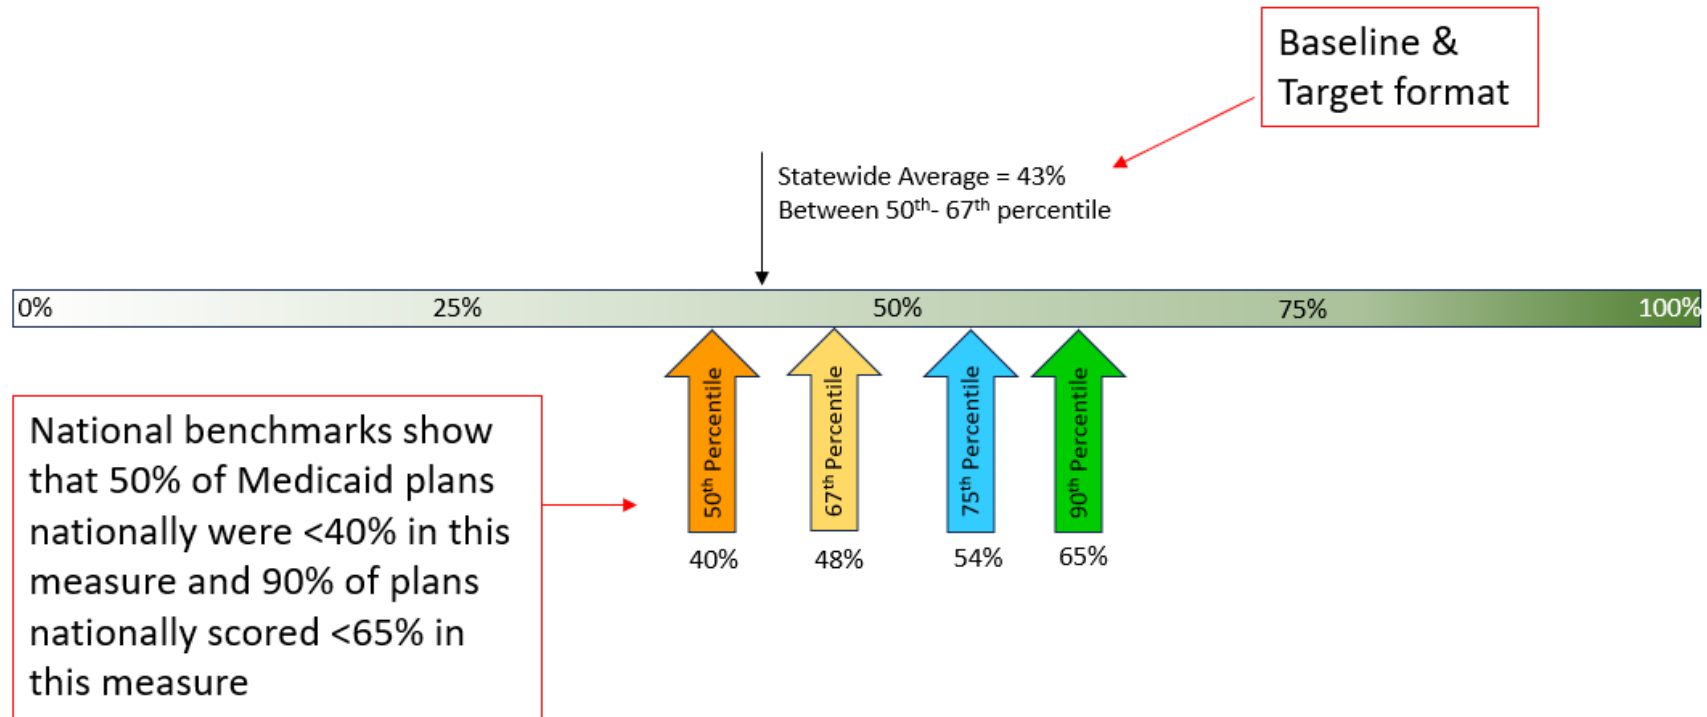 Baseline &
Target format
Statewide Average = 43%
Between 50th- 67th percentile
0% 25% 50% 75% 100%
50th Percentile
67th Percentile
75th Percentile
90th Percentile
40% 48% 54% 65%
National benchmarks show
that 50% of Medicaid plans
nationally were <40% in this
measure and 90% of plans
nationally scored <65% in
this measure